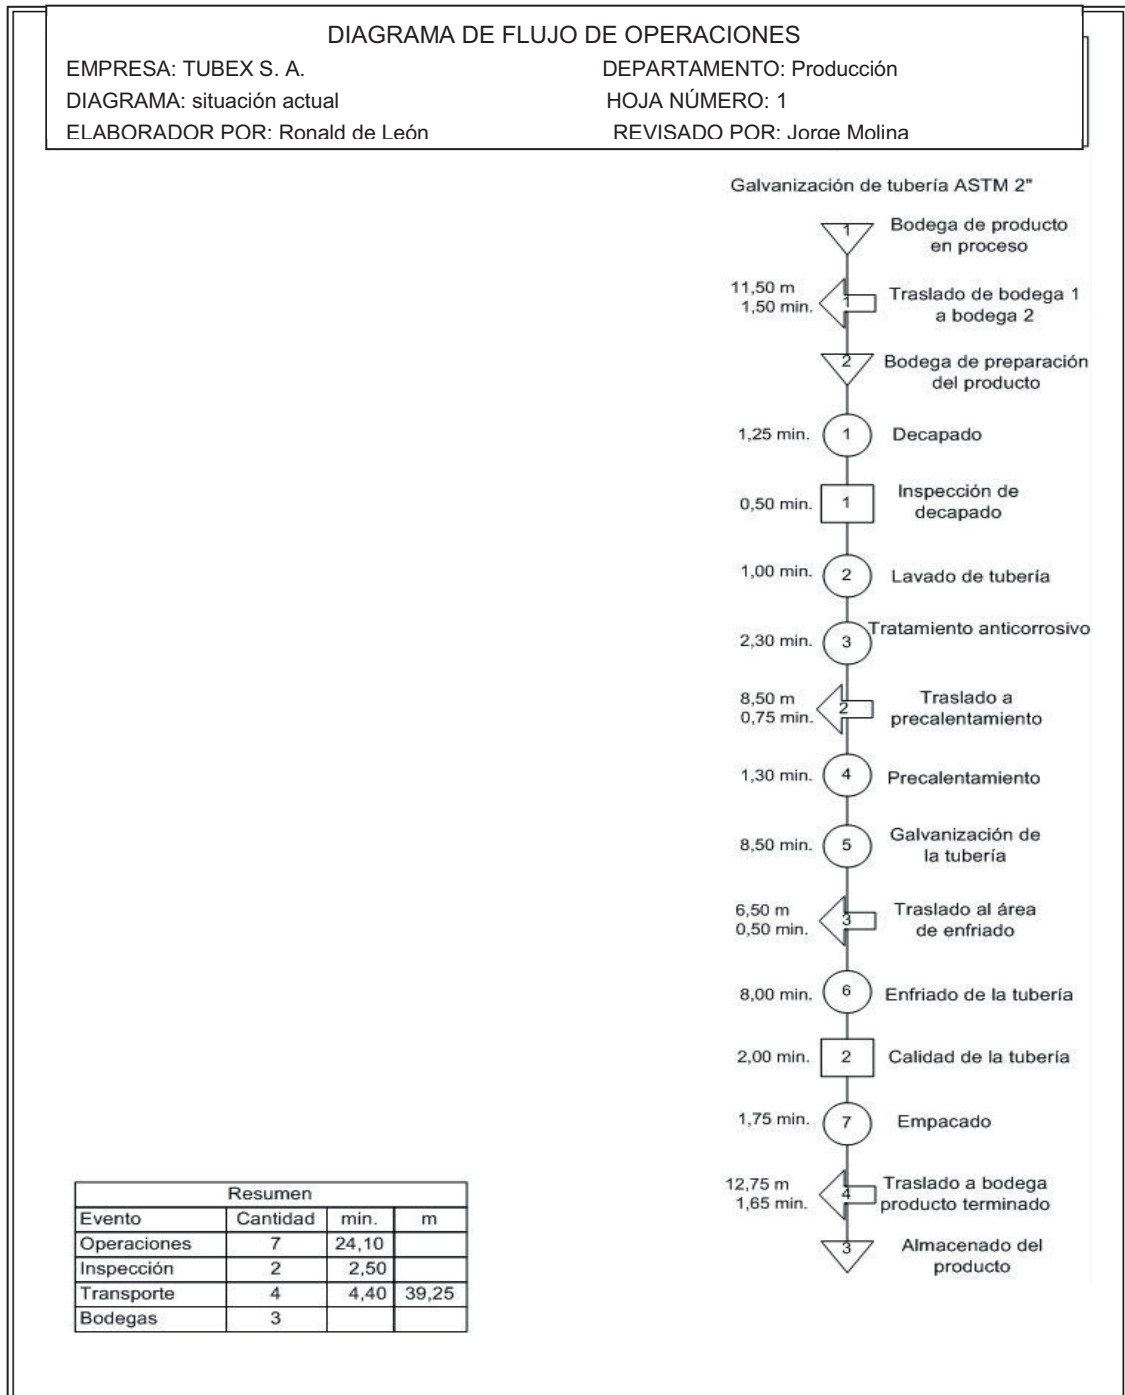 DIAGRAMA DE FLUJO DE OPERACIONES
EMPRESA: TUBEX S. A. DEPARTAMENTO: Producción
DIAGRAMA: situación actual HOJA NÚMERO: 1
ELABORADOR POR: Ronald de León REVISADO POR: Jorge Molina
Galvanización de tubería ASTM 2"
1 Bodega de producto
en proceso
11,50 m
1,50 min.
1
Traslado de bodega 1
a bodega 2
2 Bodega de preparación
del producto
1,25 min. 1 Decapado
0,50 min. 1 Inspección de
decapado
1,00 min. 2 Lavado de tubería
2,30 min. 3 Tratamiento anticorrosivo
8,50 m
0,75 min.
2
Traslado a
precalentamiento
1,30 min. 4 Precalentamiento
8,50 min. 5 Galvanización de
la tubería
6,50 m
0,50 min.
3
Traslado al área
de enfriado
8,00 min. 6 Enfriado de la tubería
2,00 min. 2 Calidad de la tubería
1,75 min. 7 Empacado
12,75 m
1,65 min.
4
Traslado a bodega
producto terminado
3 Almacenado del
producto
Resumen
Evento Cantidad min. m
Operaciones 7 24,10
Inspección 2 2,50
Transporte 4 4,40 39,25
Bodegas 3